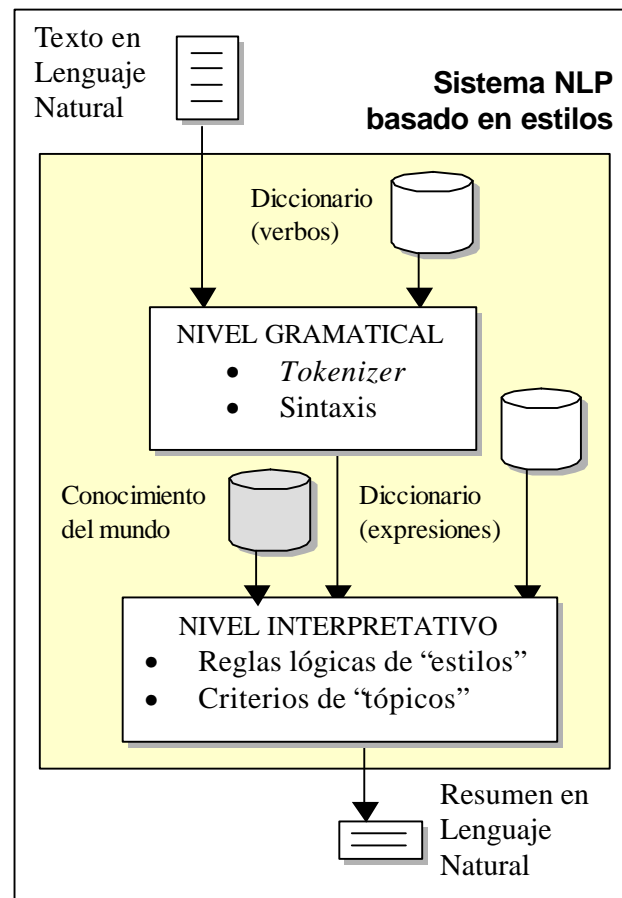 Texto en
Lenguaje
Natural
Sistema NLP
basado en estilos
Diccionario
(verbos)
NIVEL GRAMATICAL
• Tokenizer
• Sintaxis
Conocimiento
del mundo
Diccionario
(expresiones)
NIVEL INTERPRETATIVO
• Reglas lógicas de “estilos”
• Criterios de “tópicos”
Resumen en
Lenguaje
Natural